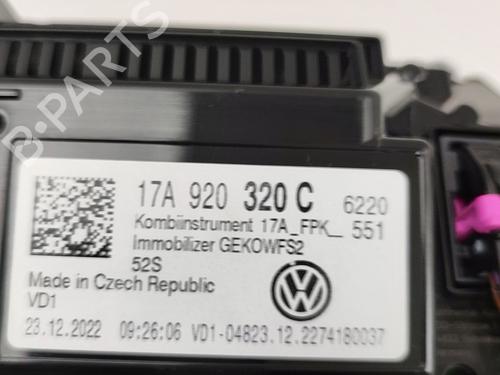 B-PARTS
17A 920 320 C 6220
Kombiinstrument 17A_FPK_ 551
Immobilizer GEKOWFS2
52S
Made in Czech Republic
VD1
23.12.2022 09:26:06 VD1-04823.12.2274180037